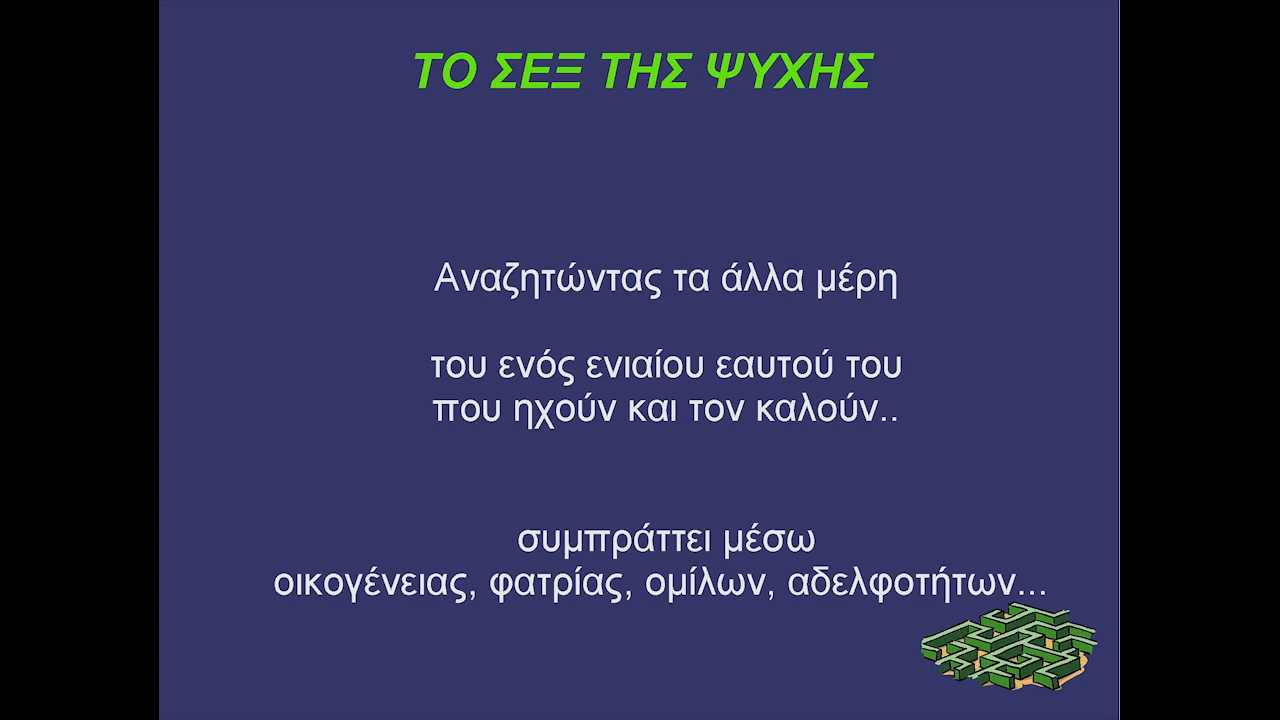 ΤΟ ΣΕΞ ΤΗΣ ΨΥΧΗΣ
Αναζητώντας τα άλλα μέρη
του ενός ενιαίου εαυτού του
που ηχούν και τον καλούν..
συμπράττει μέσω
οικογένειας, φατρίας, ομίλων, αδελφοτήτων...